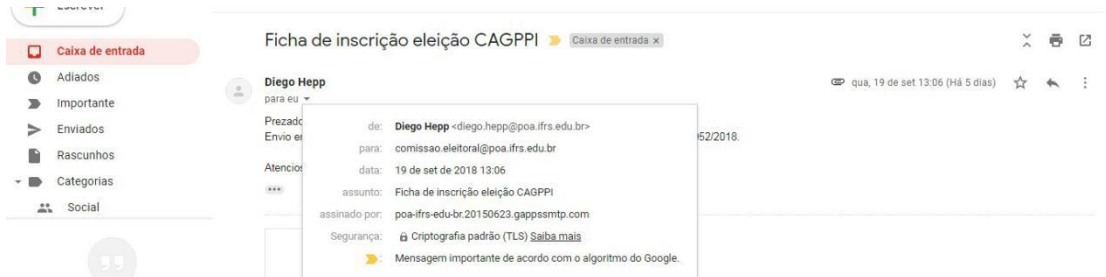 Escrever
Caixa de entrada
Adiados
Importante
Enviados
Rascunhos
Categorias
Social
Ficha de inscrição eleição CAGPPI Caixa de entrada x
Diego Hepp
qua, 19 de set 13:06 (Há 5 dias)
para eu
Prezado
Envio en 52/2018.
Atencios
de: Diego Hepp <diego.hepp@poa.ifrs.edu.br>
para: comissao.eleitoral@poa.ifrs.edu.br
data: 19 de set de 2018 13:06
assunto: Ficha de inscrição eleição CAGPPI
assinado por: poa-ifrs-edu-br.20150623.gappssmtp.com
Segurança: Criptografia padrão (TLS) Saiba mais
: Mensagem importante de acordo com o algoritmo do Google.